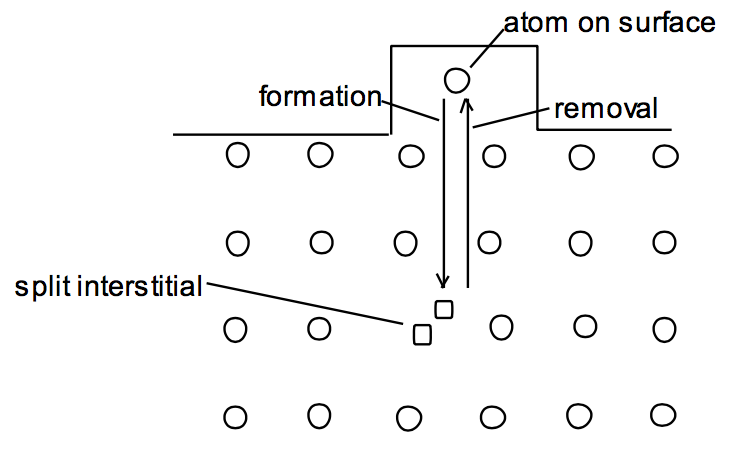 atom on surface
formation
removal
split interstitial